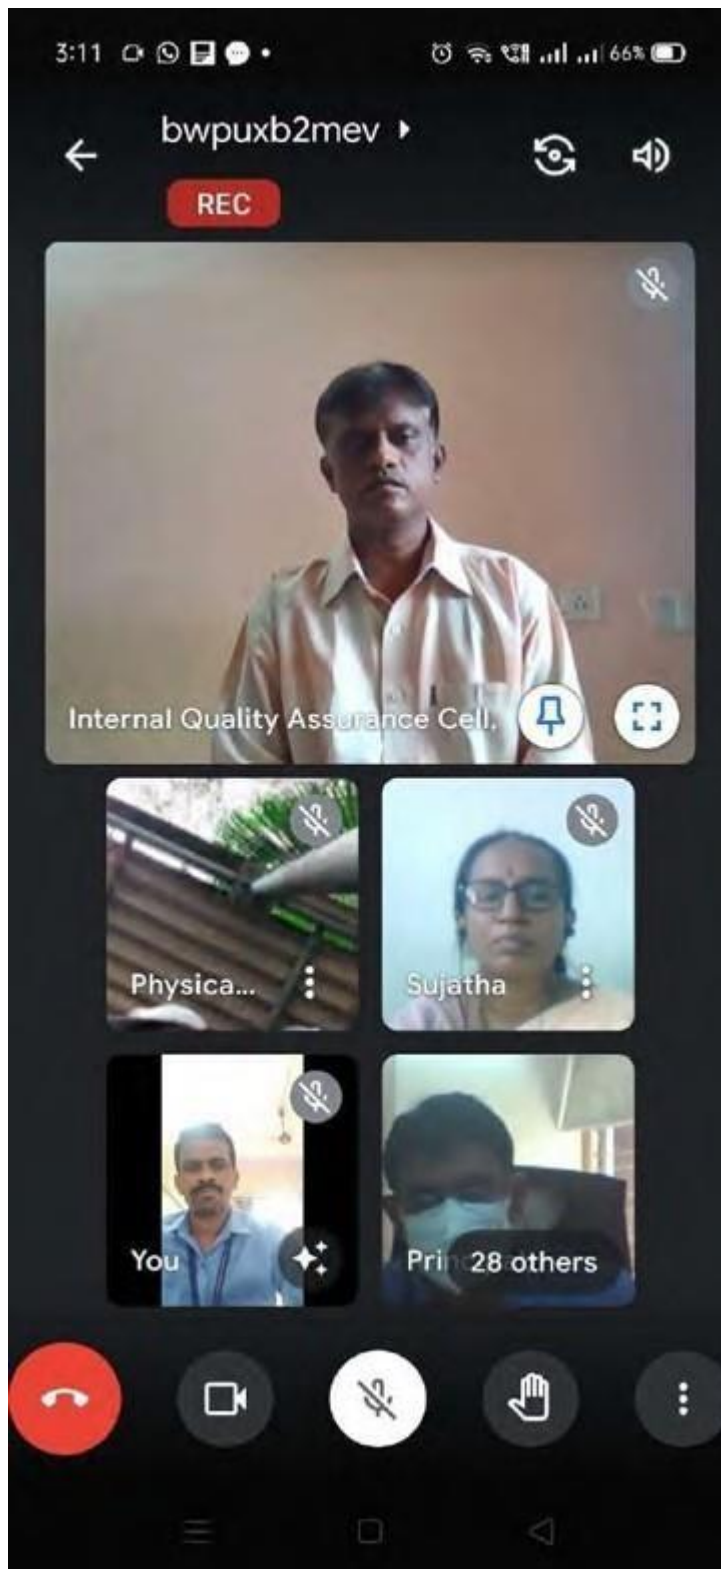 3:11 66%
bwpuxb2mev
REC
Internal Quality Assurance Cell,
Physica...
Sujatha
You
Pri
28 others